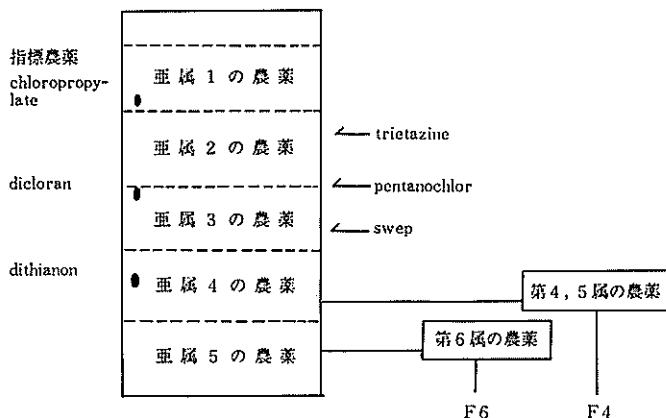 指標農薬
chloropropy-
late
亜属1の農薬
亜属2の農薬
trietazine
dicloran
pentanochlor
亜属3の農薬
swep
dithianon
亜属4の農薬
第4,5属の農薬
第6属の農薬
亜属5の農薬
F6
F4